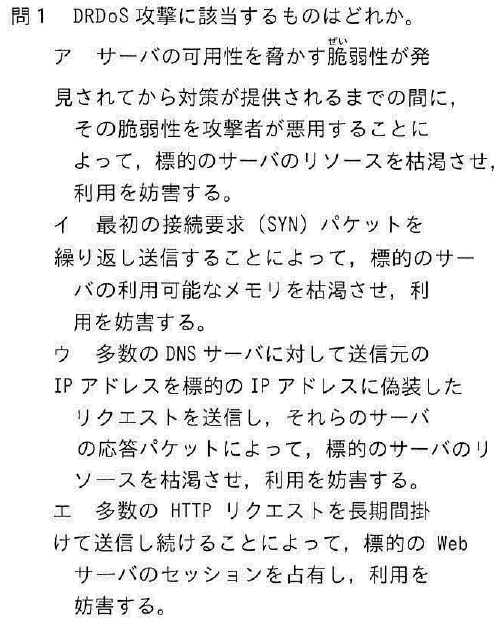 問1 DRDoS 攻撃に該当するものはどれか。
ぜい
ア サーバの可用性を脅かす脆弱性が発
見されてから対策が提供されるまでの間に，
その脆弱性を攻撃者が悪用することに
よって，標的のサーバのリソースを枯渇させ，
利用を妨害する。
イ 最初の接続要求（SYN）パケットを
繰り返し送信することによって，標的のサー
バの利用可能なメモリを枯渇させ，利
用を妨害する。
ウ 多数の DNS サーバに対して送信元の
IP アドレスを標的の IP アドレスに偽装した
リクエストを送信し，それらのサーバ
の応答パケットによって，標的のサーバのリ
ソースを枯渇させ，利用を妨害する。
エ 多数の HTTP リクエストを長期間掛
けて送信し続けることによって，標的の Web
サーバのセッションを占有し，利用を
妨害する。